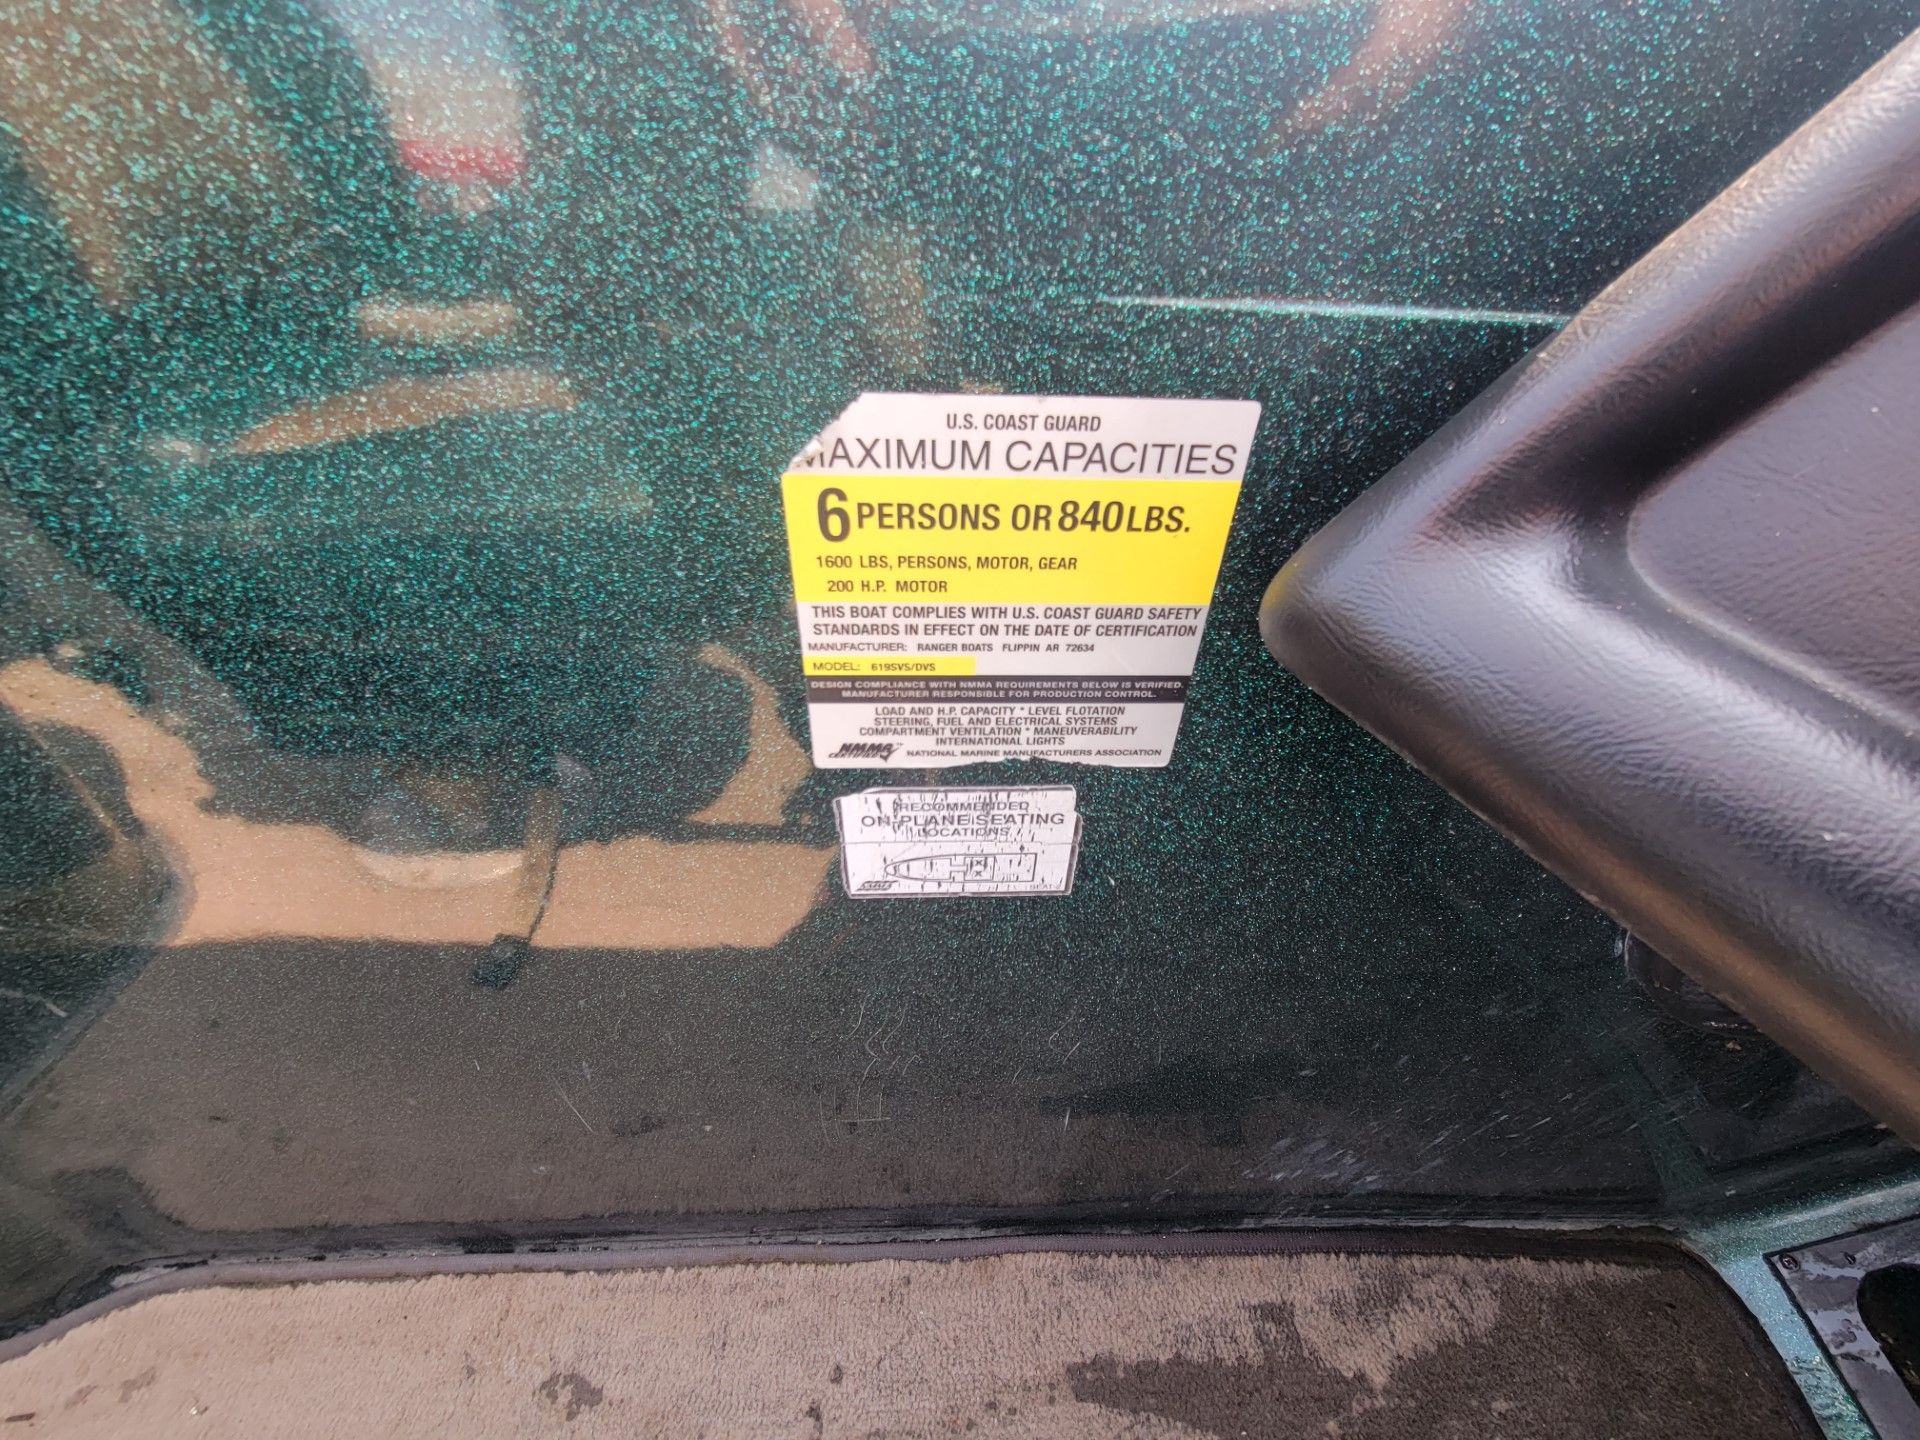 U.S. COAST GUARD
MAXIMUM CAPACITIES
6 PERSONS OR 840 LBS.
1600 LBS, PERSONS, MOTOR, GEAR
200 H.P. MOTOR
THIS BOAT COMPLIES WITH U.S. COAST GUARD SAFETY
STANDARDS IN EFFECT ON THE DATE OF CERTIFICATION
MANUFACTURER: RANGER BOATS FLIPPIN AR 72634
MODEL: 619SVS/DVS
DESIGN COMPLIANCE WITH NMMA REQUIREMENTS BELOW IS VERIFIED.
MANUFACTURER RESPONSIBLE FOR PRODUCTION CONTROL.
LOAD AND H.P. CAPACITY * LEVEL FLOTATION
STEERING, FUEL AND ELECTRICAL SYSTEMS
COMPARTMENT VENTILATION * MANEUVERABILITY
INTERNATIONAL LIGHTS
NMMA CERTIFIED ™ NATIONAL MARINE MANUFACTURERS ASSOCIATION
RECOMMENDED
ON-PLANE SEATING
LOCATIONS